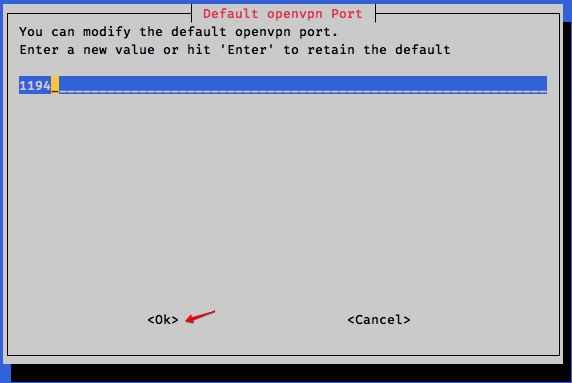 Default openvpn Port
You can modify the default openvpn port.
Enter a new value or hit 'Enter' to retain the default
1194
<Ok>
<Cancel>